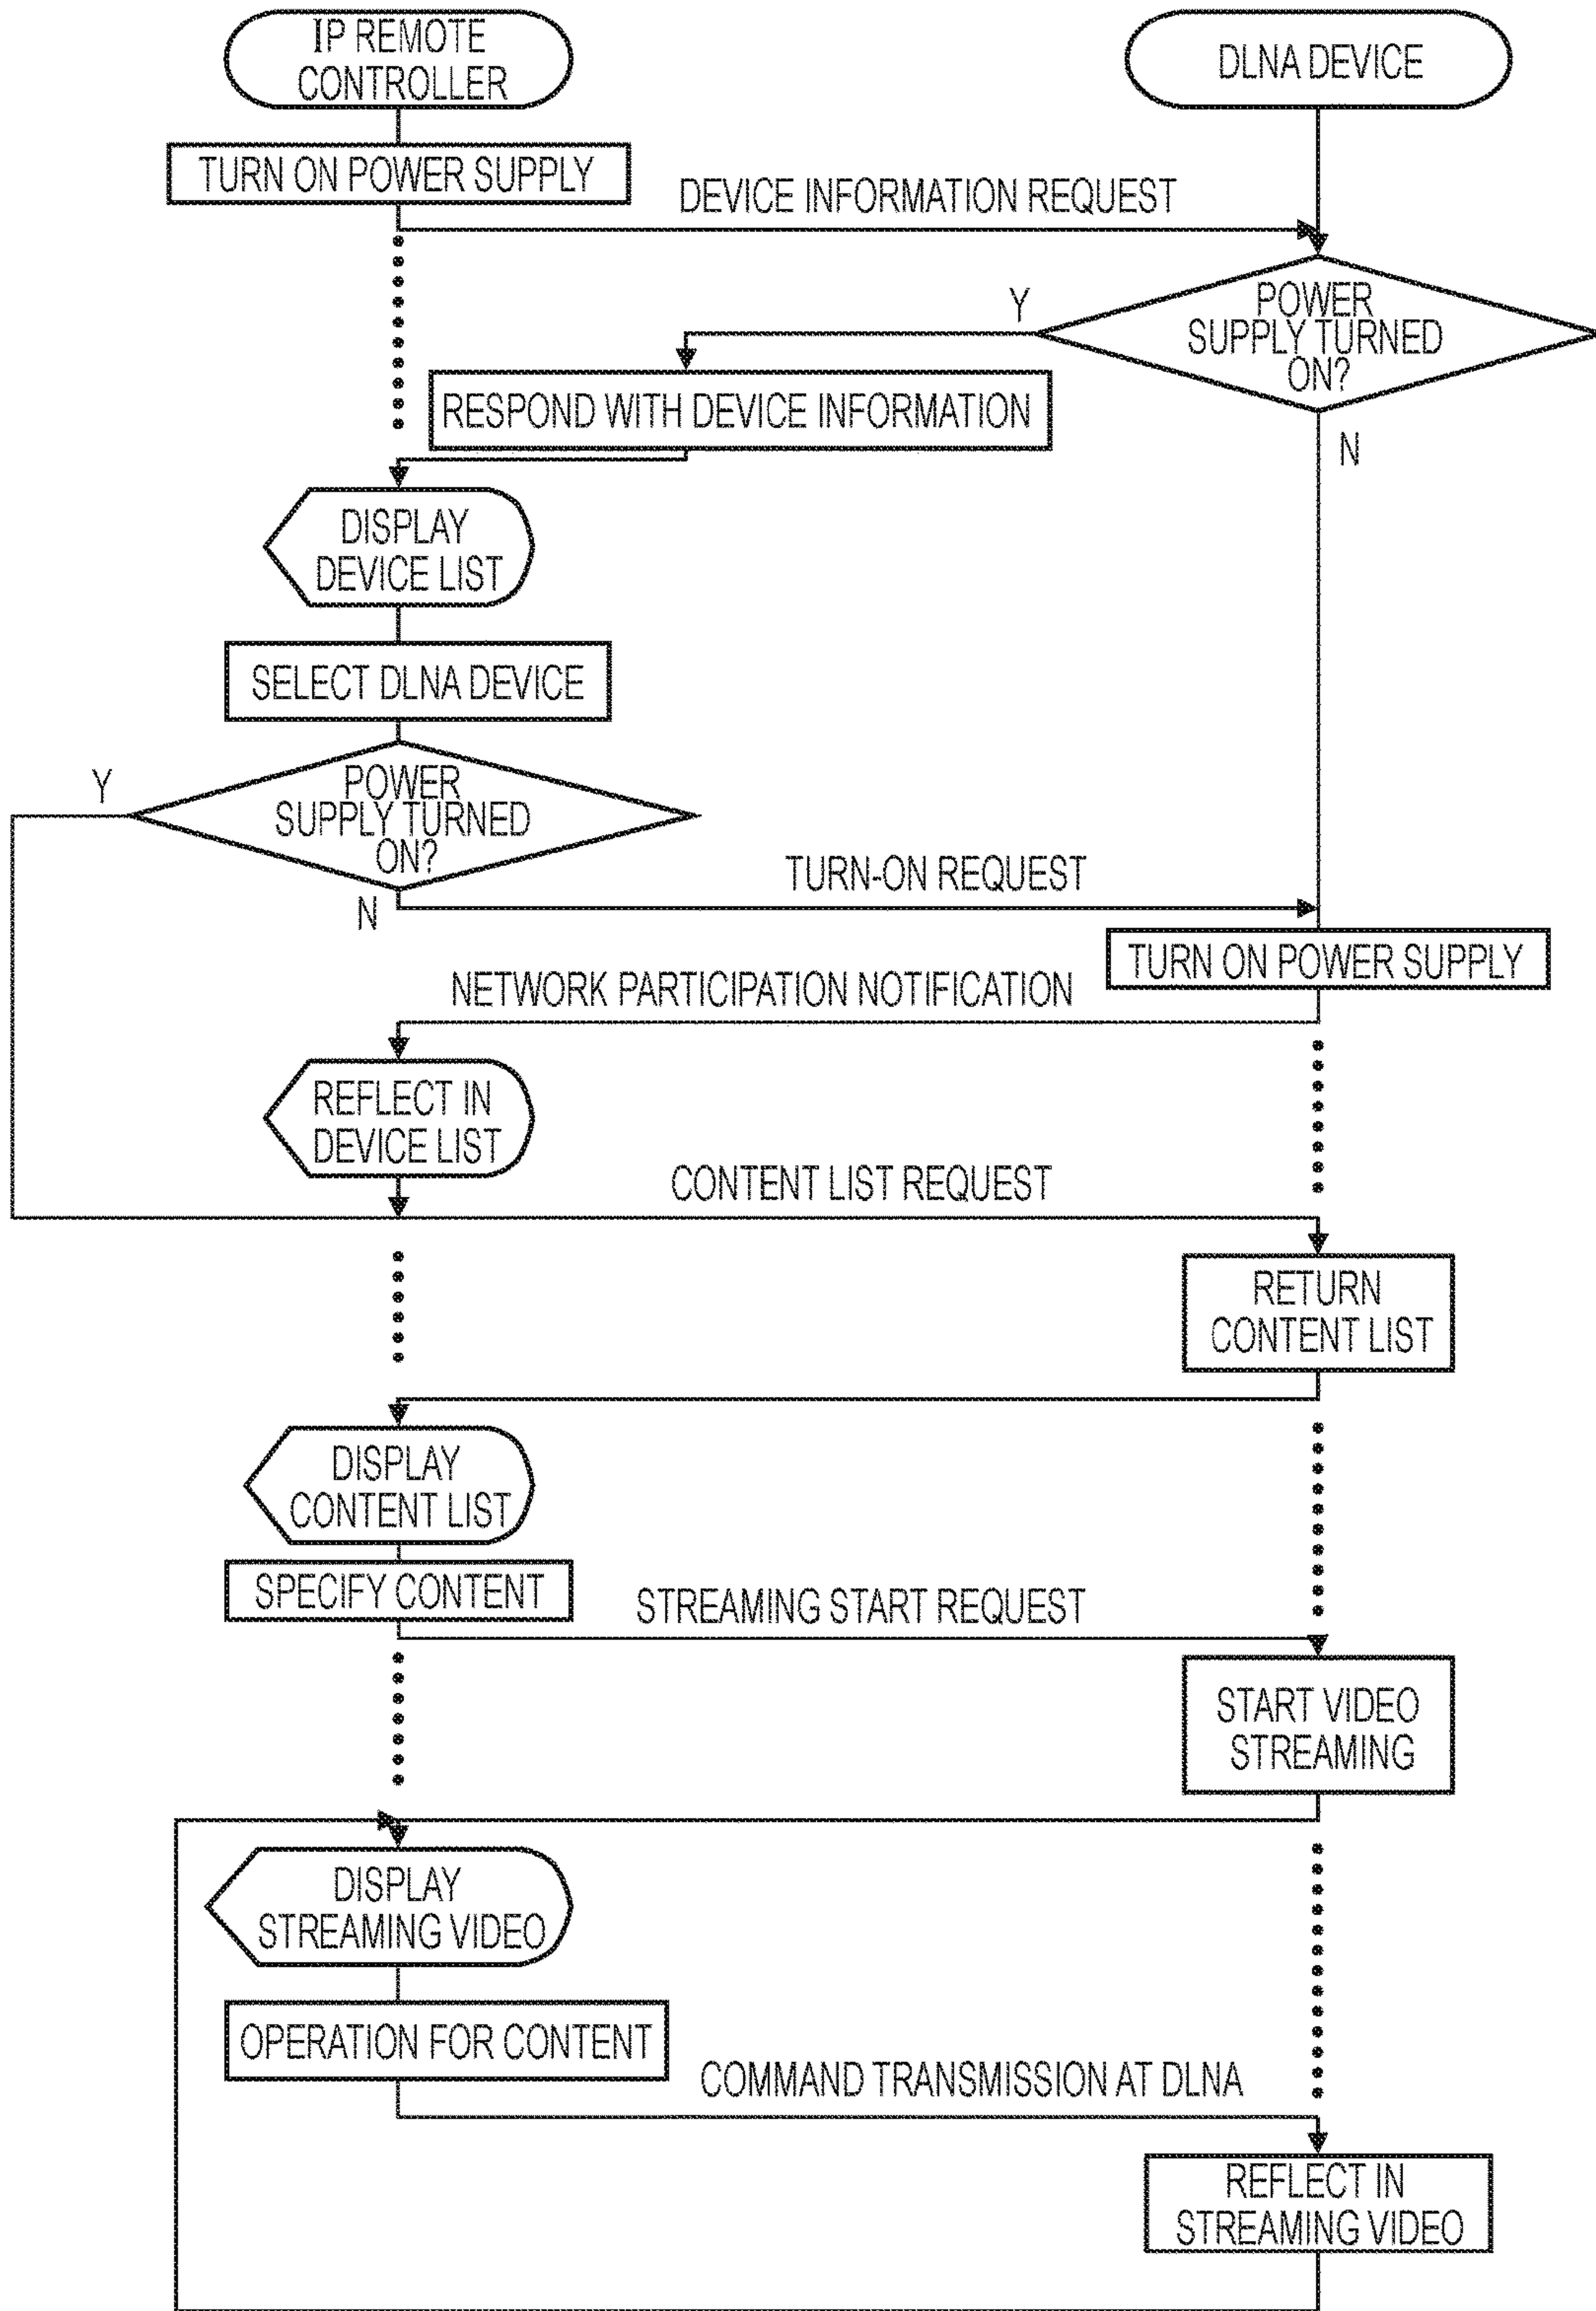 IP REMOTE
CONTROLLER
DLNA DEVICE
TURN ON POWER SUPPLY
DEVICE INFORMATION REQUEST
POWER
SUPPLY TURNED
ON?
Y
RESPOND WITH DEVICE INFORMATION
N
DISPLAY
DEVICE LIST
SELECT DLNA DEVICE
Y
POWER
SUPPLY TURNED
ON?
N
TURN-ON REQUEST
TURN ON POWER SUPPLY
NETWORK PARTICIPATION NOTIFICATION
REFLECT IN
DEVICE LIST
CONTENT LIST REQUEST
RETURN
CONTENT LIST
DISPLAY
CONTENT LIST
SPECIFY CONTENT
STREAMING START REQUEST
START VIDEO
STREAMING
DISPLAY
STREAMING VIDEO
OPERATION FOR CONTENT
COMMAND TRANSMISSION AT DLNA
REFLECT IN
STREAMING VIDEO